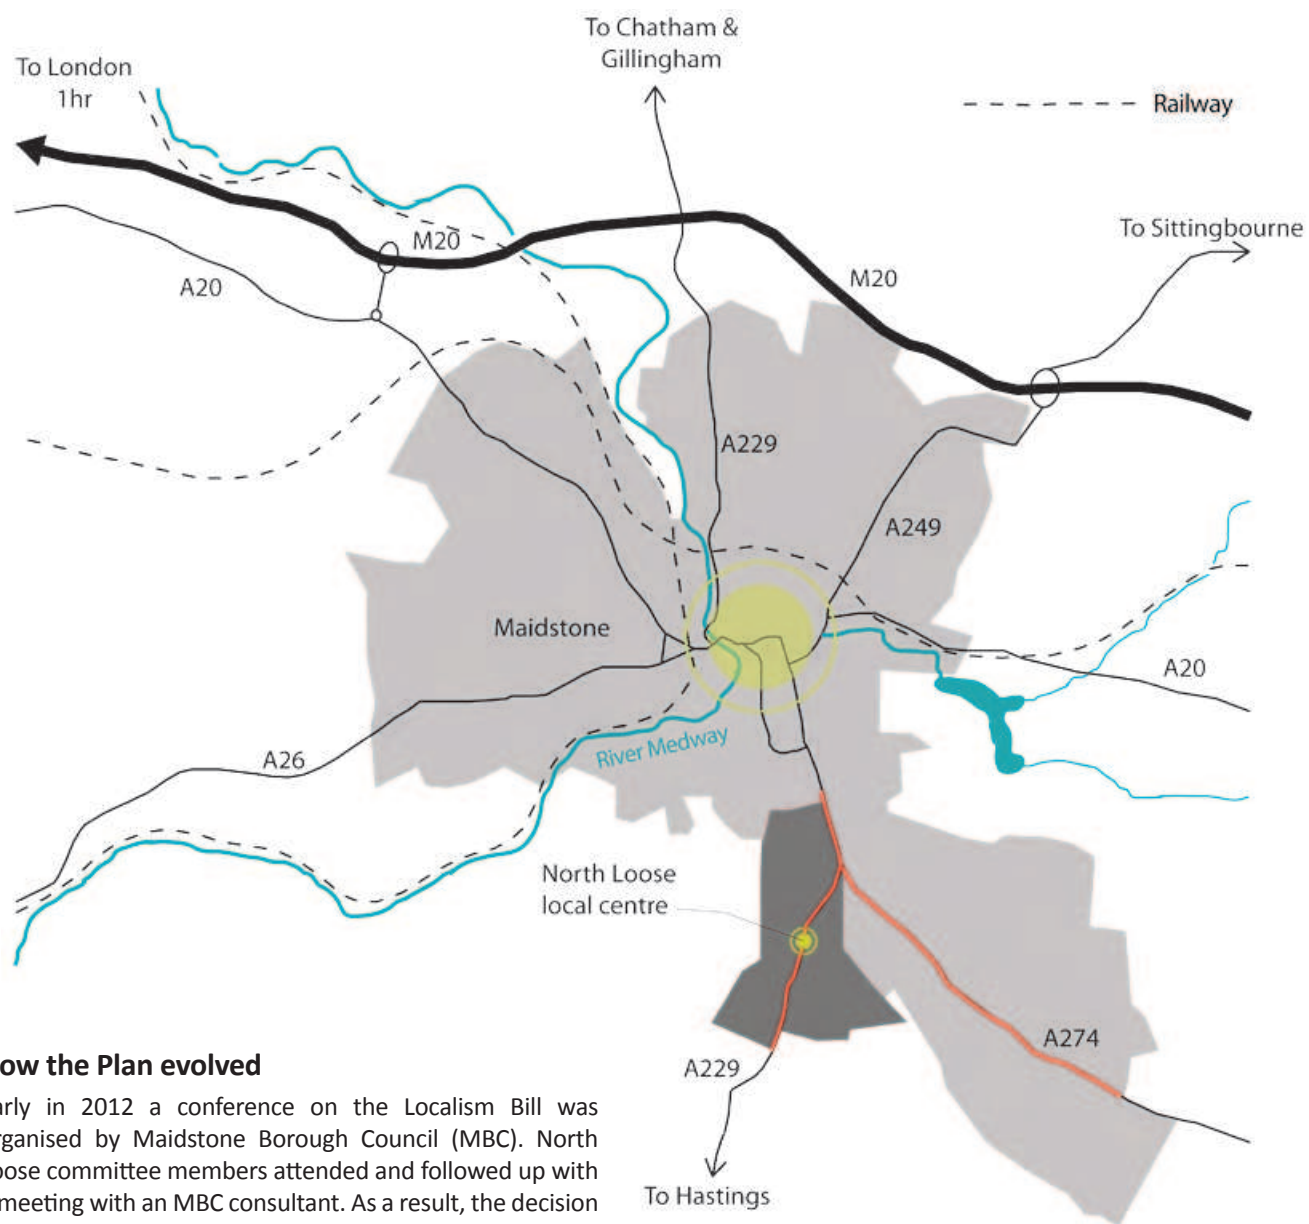 To Chatham &
Gillingham
To London
1hr
Railway
To Sittingbourne
M20
A20
M20
A229
A249
Maidstone
A20
River Medway
A26
North Loose
local centre
A274
A229
To Hastings
ow the Plan evolved
arly in 2012 a conference on the Localism Bill was
rganised by Maidstone Borough Council (MBC). North
oose committee members attended and followed up with
meeting with an MBC consultant. As a result, the decision